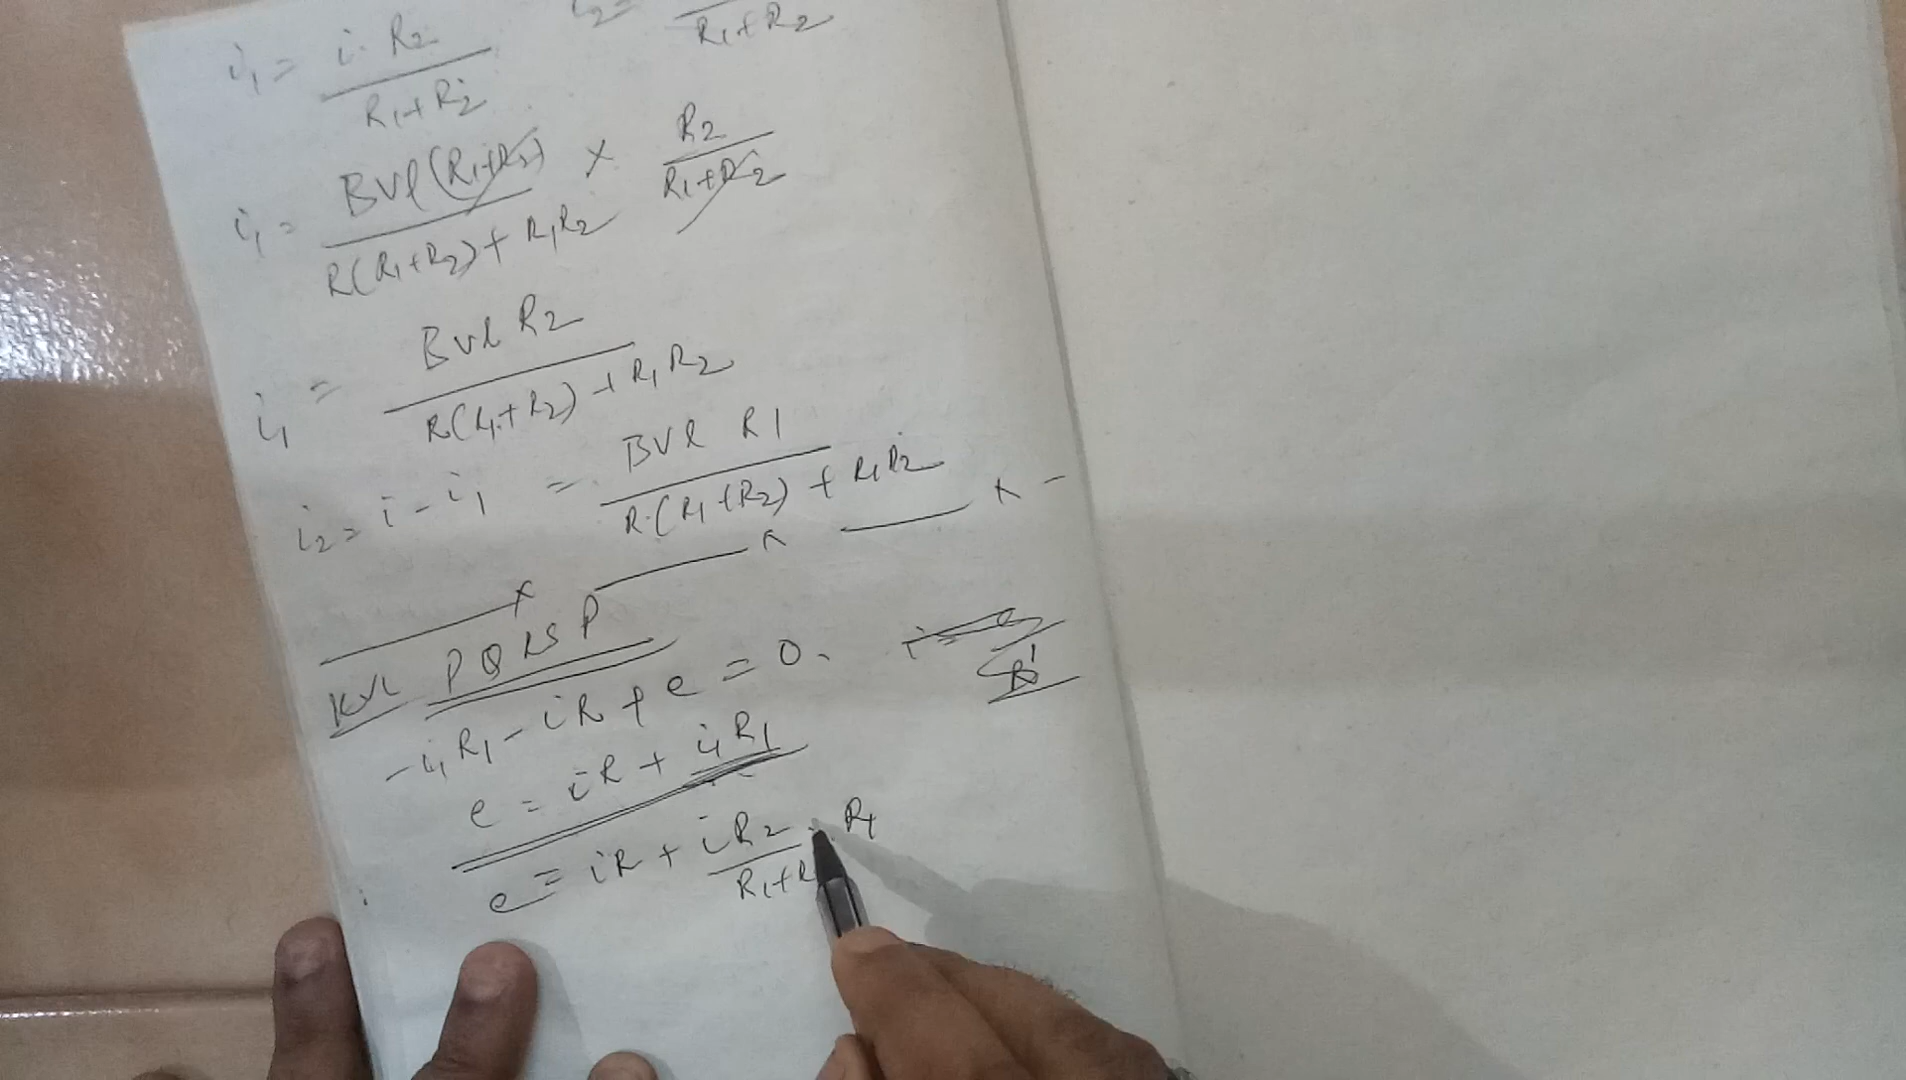 i₁ = i · R₂ / R₁+R₂    i₂ = / R₁+R₂
i₁ = BVl(R₁+R₂) / R(R₁+R₂)+R₁R₂ × R₂ / R₁+R₂
i₁ = Bvl R₂ / R(R₁+R₂)+R₁R₂
i₂ = i - i₁ = BVl R1 / R·(R₁+R₂) + R₁R₂
KVL PQRSP
-i₁R₁ - iR + e = 0.
e = iR + i₁R₁
e = iR + iR₂ / R₁+R · R₁